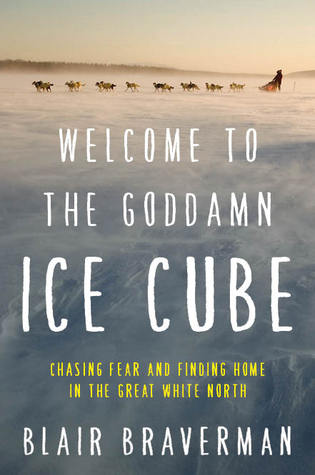 WELCOME TO
THE GODDAMN
ICE CUBE
CHASING FEAR AND FINDING HOME
IN THE GREAT WHITE NORTH
BLAIR BRAVERMAN